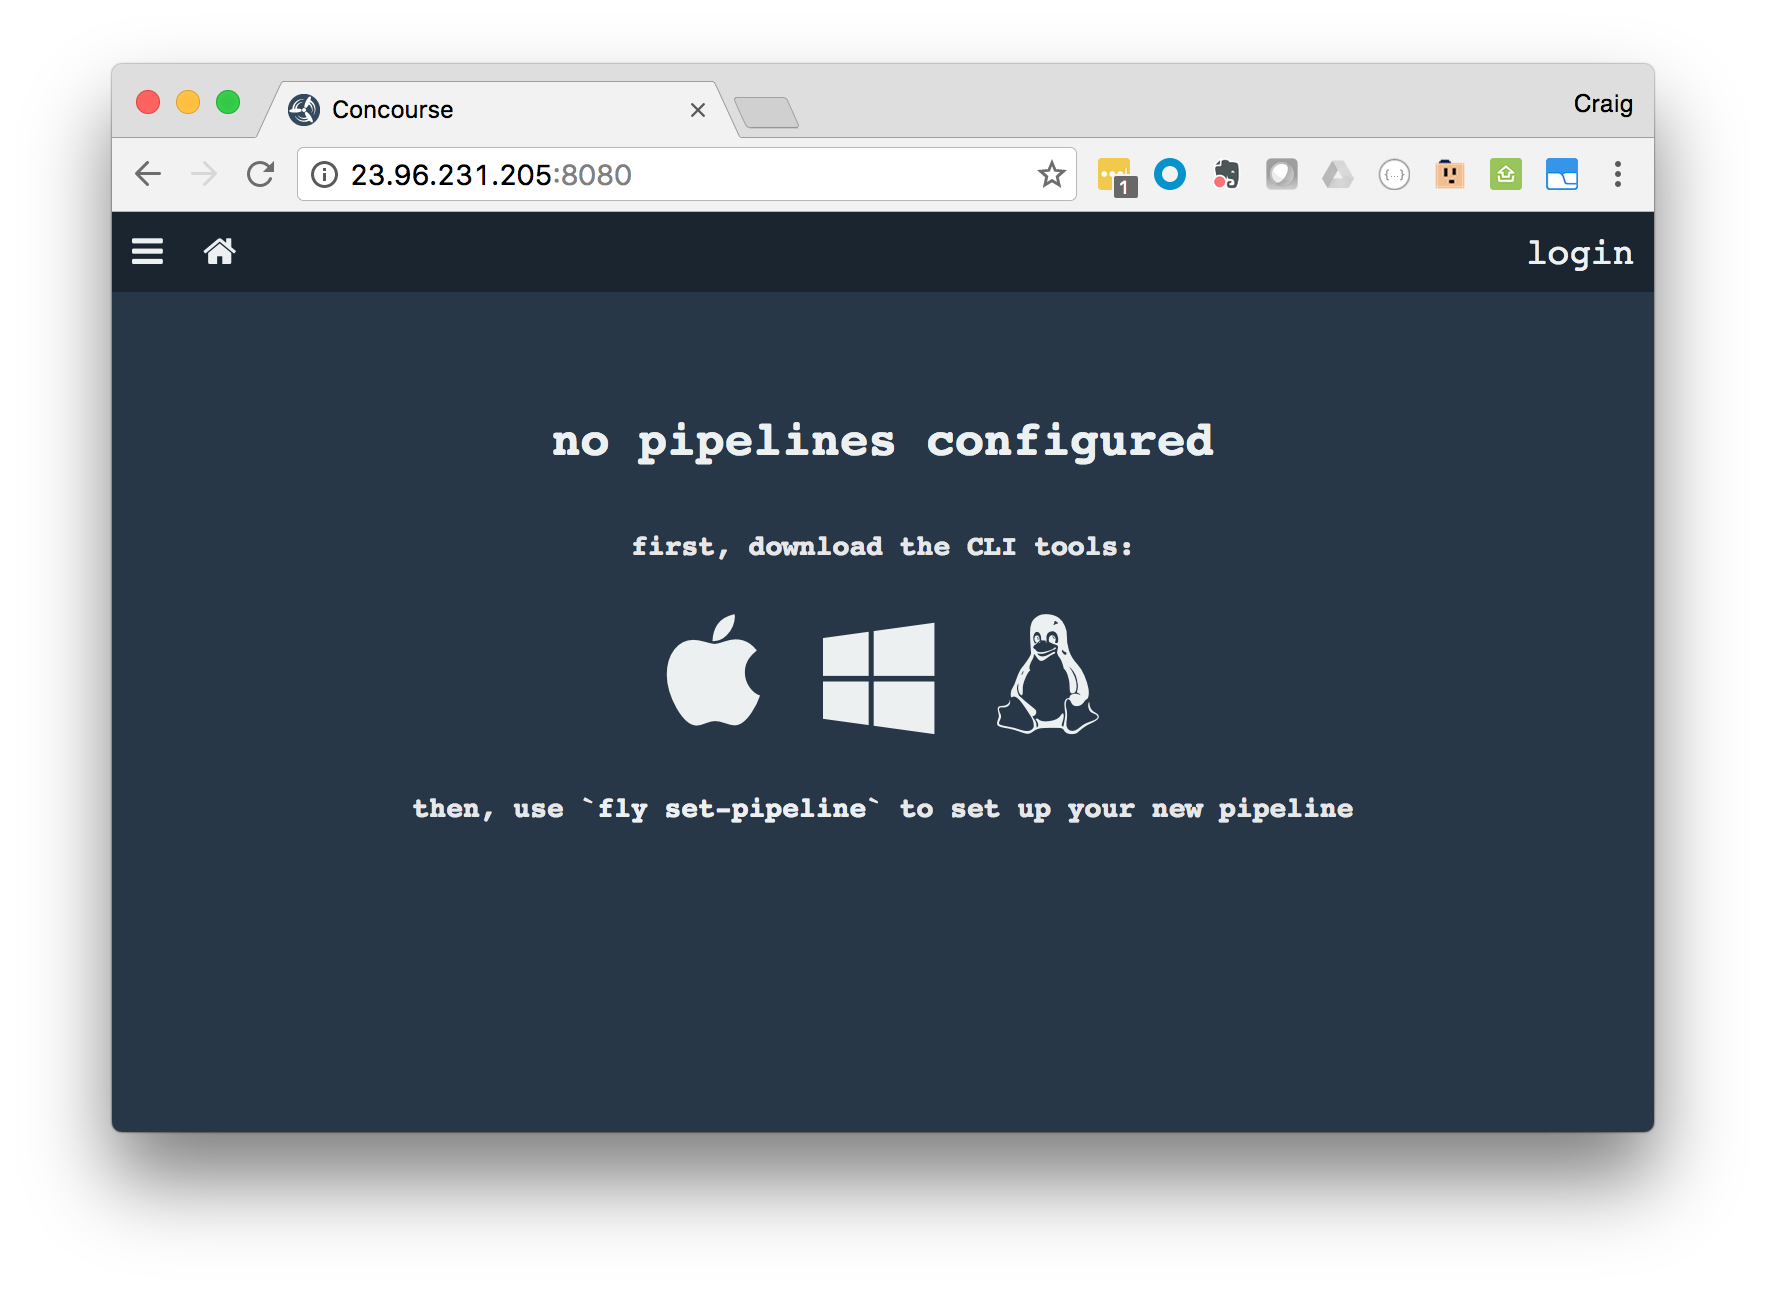 Concourse
Craig
23.96.231.205:8080
1
{...}
login
no pipelines configured
first, download the CLI tools:
then, use `fly set-pipeline` to set up your new pipeline